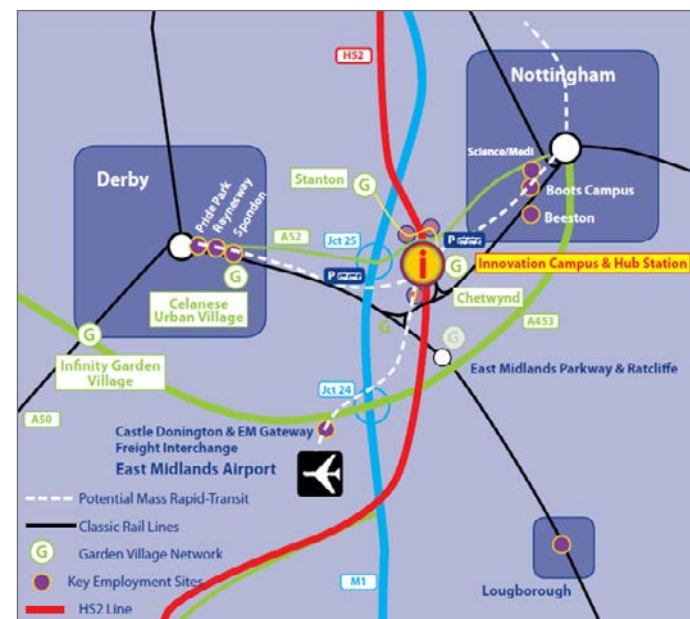 HS2
Nottingham
Science/Medi
Boots Campus
Beeston
Derby
Pride Park
Raynesway
Spondon
A52
Stanton
G
Jct 25
P
P
i
G
Innovation Campus & Hub Station
Chetwynd
G
Celanese
Urban Village
G
G
G
A453
Infinity Garden
Village
East Midlands Parkway & Ratcliffe
A50
Jct 24
Castle Donington & EM Gateway
Freight Interchange
East Midlands Airport
Potential Mass Rapid-Transit
Classic Rail Lines
G
Garden Village Network
Key Employment Sites
HS2 Line
M1
Lougborough